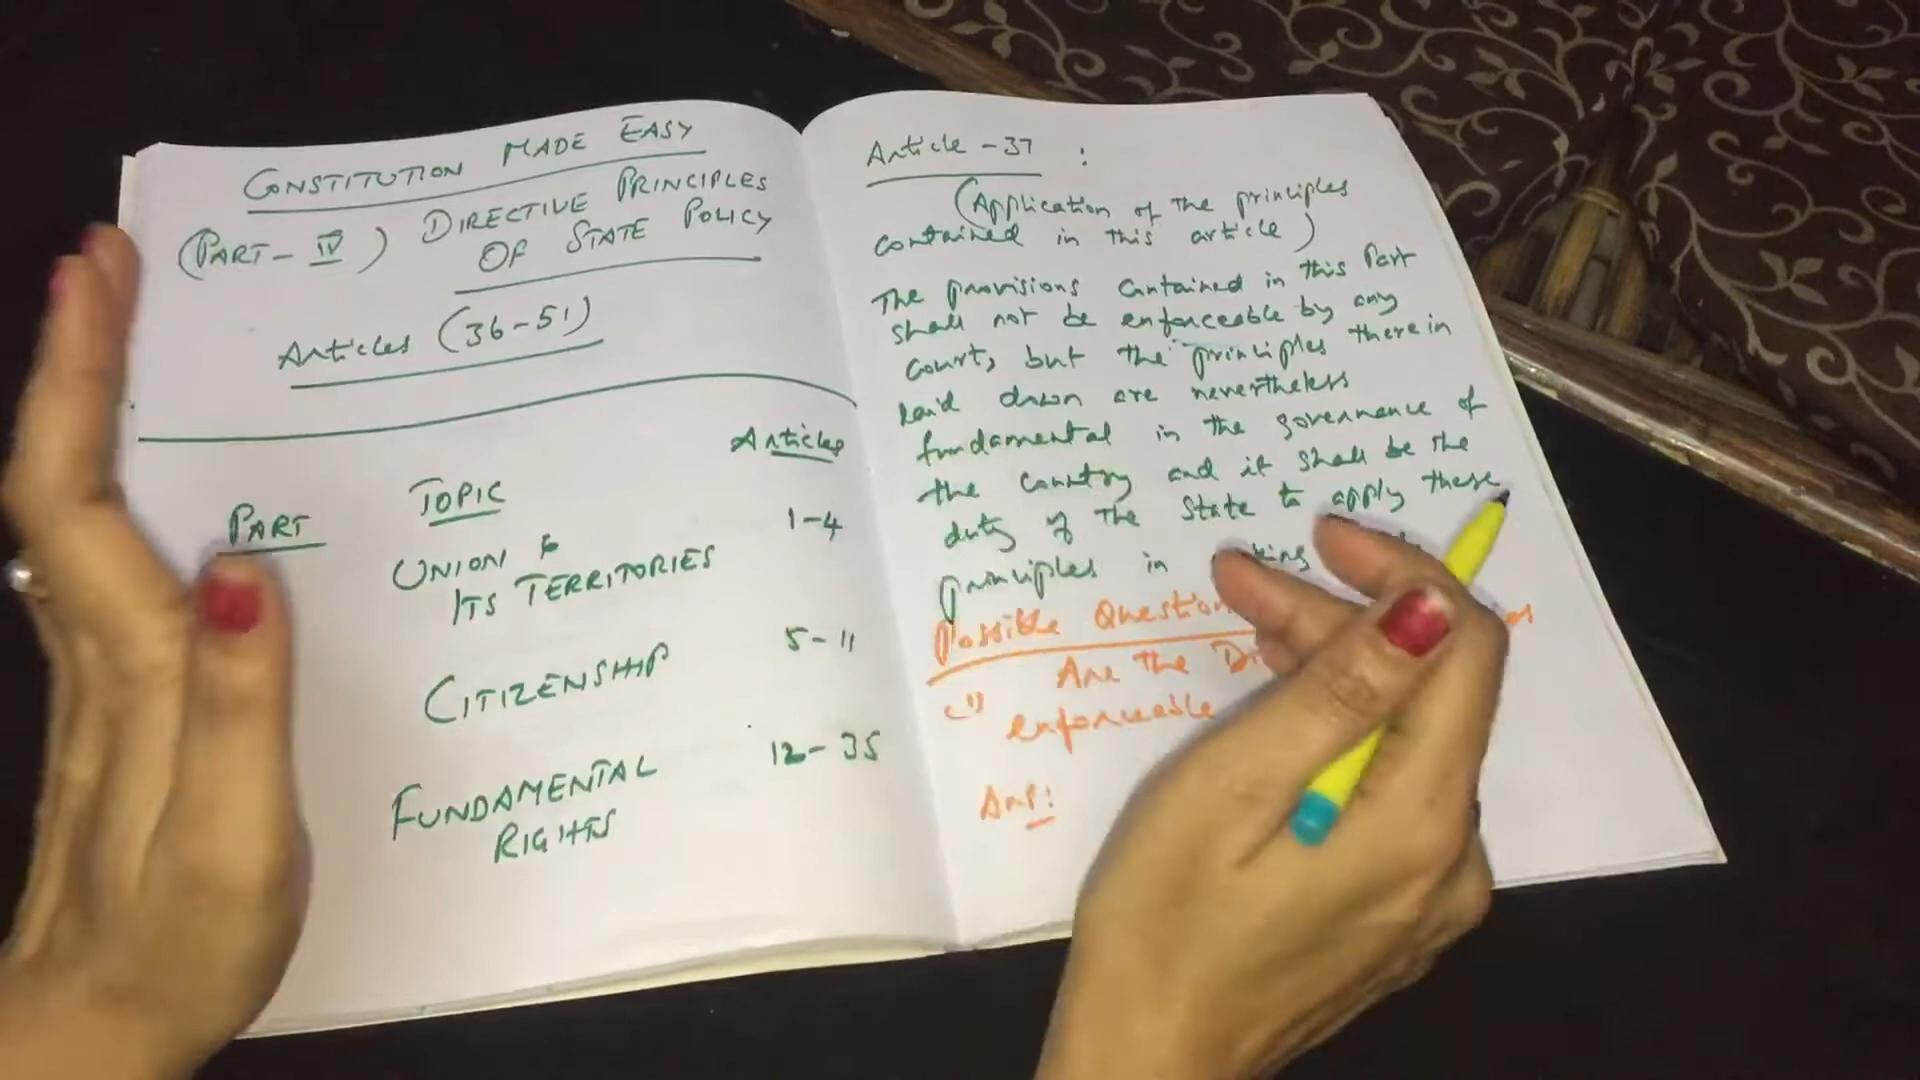 CONSTITUTION MADE EASY
(PART-IV) DIRECTIVE PRINCIPLES
OF STATE POLICY
Articles (36-51)
PART TOPIC Articles
UNION & 1-4
ITS TERRITORIES
CITIZENSHIP 5-11
FUNDAMENTAL 12-35
RIGHTS
Article-37 :
(Application of the principles
contained in this article)
The provisions contained in this Part
shall not be enforceable by any
court, but the principles there in
laid down are nevertheless
fundamental in the governance of
the country and it shall be the
duty of the State to apply these
principles in
Possible Question
Are the
enforceable
Ans: